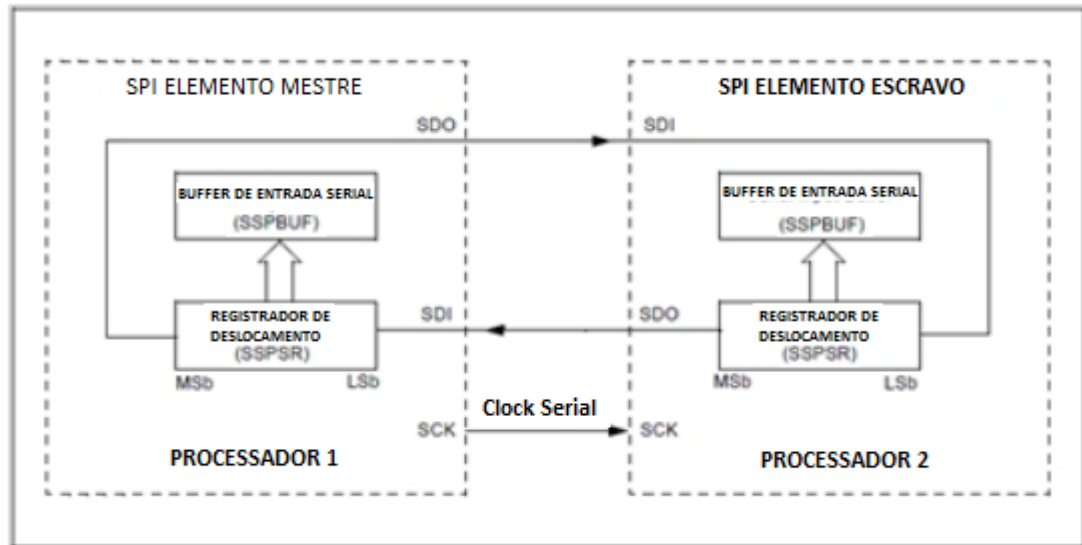 SPI ELEMENTO MESTRE
SPI ELEMENTO ESCRAVO
SDO
SDI
BUFFER DE ENTRADA SERIAL
(SSPBUF)
BUFFER DE ENTRADA SERIAL
(SSPBUF)
REGISTRADOR DE
DESLOCAMENTO
(SSPSR)
SDI
SDO
REGISTRADOR DE
DESLOCAMENTO
(SSPSR)
MSb
LSb
MSb
LSb
Clock Serial
SCK
SCK
PROCESSADOR 1
PROCESSADOR 2